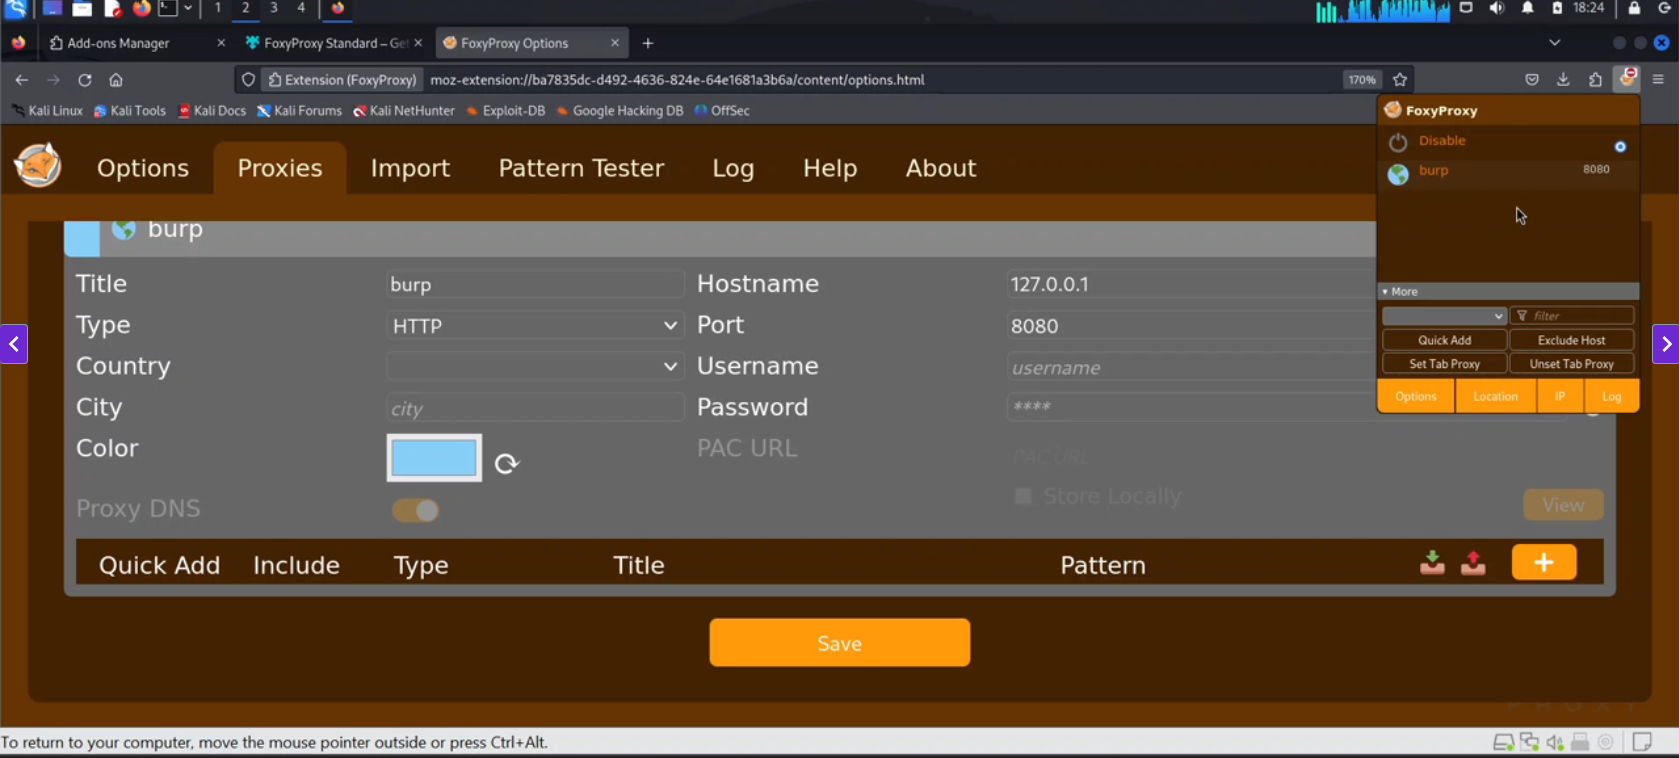 1 2 3 4 18:24
Add-ons Manager FoxyProxy Standard – Ge FoxyProxy Options
Extension (FoxyProxy) moz-extension://ba7835dc-d492-4636-824e-64e1681a3b6a/content/options.html 170%
Kali Linux Kali Tools Kali Docs Kali Forums Kali NetHunter Exploit-DB Google Hacking DB OffSec
FoxyProxy
Disable
burp 8080
More
filter
Quick Add Exclude Host
Set Tab Proxy Unset Tab Proxy
Options Location IP Log
Options Proxies Import Pattern Tester Log Help About
burp
Title burp Hostname 127.0.0.1
Type HTTP Port 8080
Country Username username
City city Password ****
Color PAC URL PAC URL
Store Locally
Proxy DNS View
Quick Add Include Type Title Pattern
Save
To return to your computer, move the mouse pointer outside or press Ctrl+Alt.